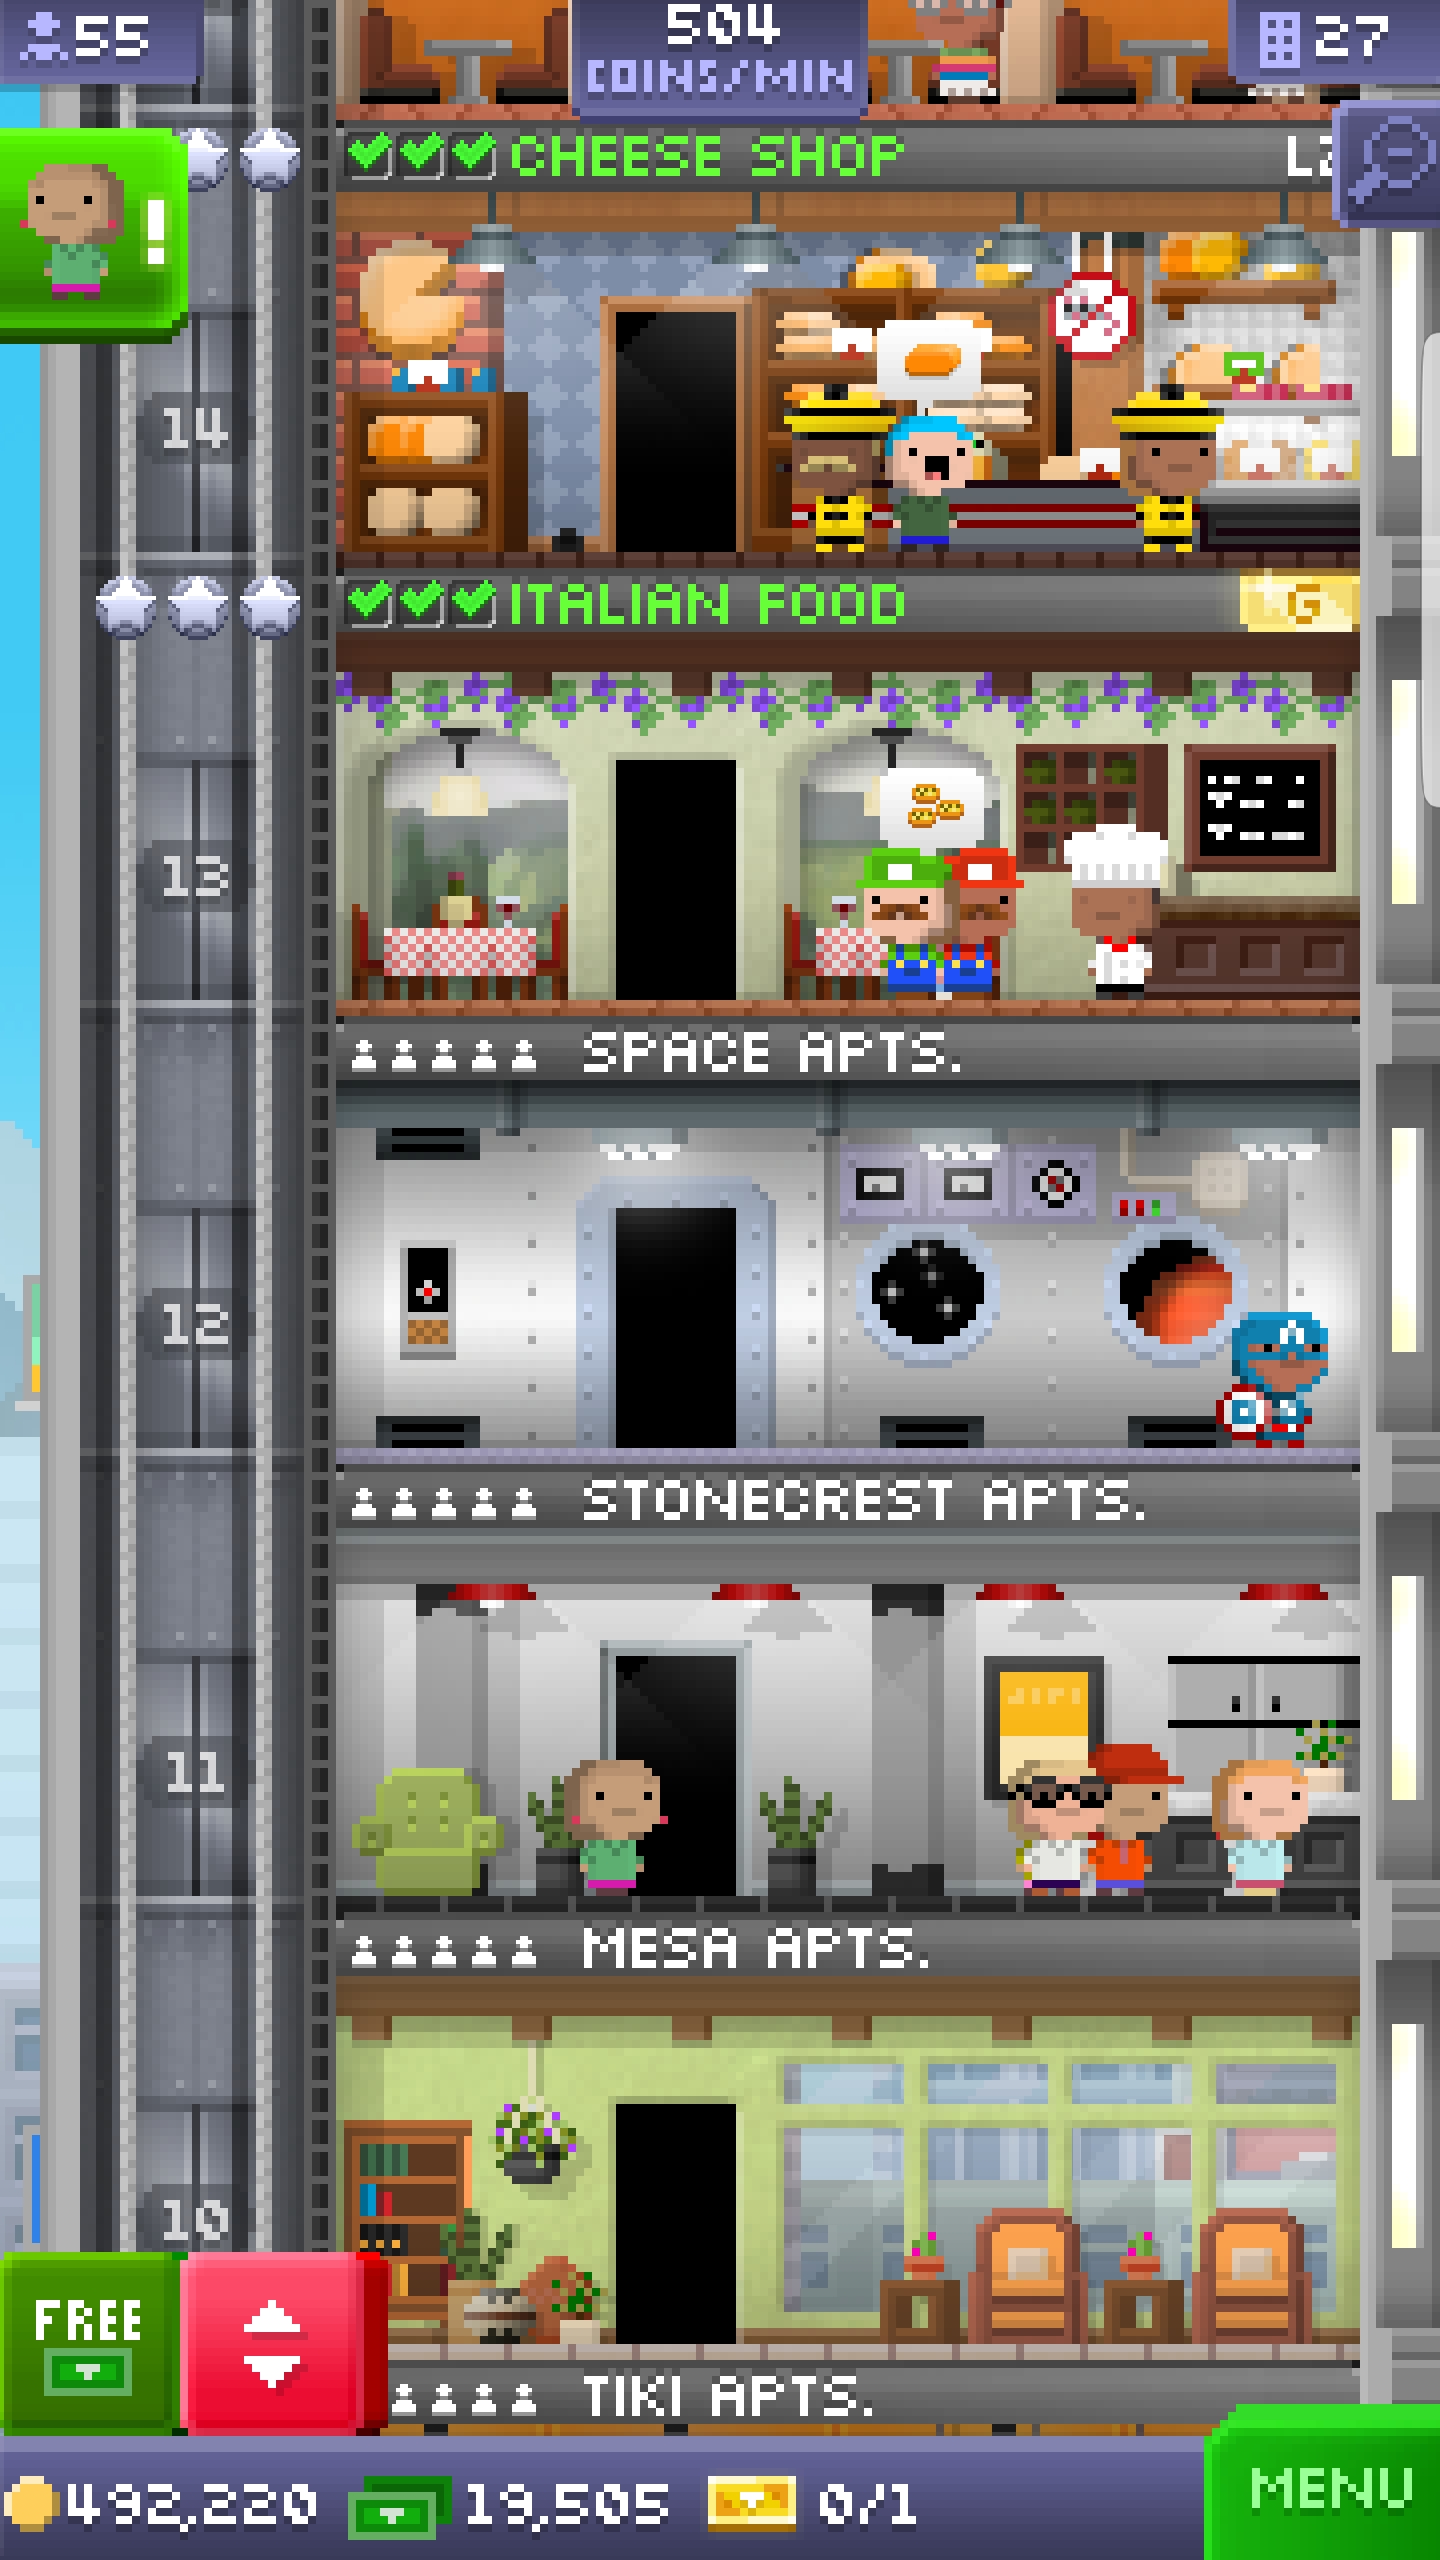 55
504
COINS/MIN
27
CHEESE SHOP
!
14
ITALIAN FOOD G
13
SPACE APTS.
12
STONECREST APTS.
11
MESA APTS.
10
FREE
TIKI APTS.
492,220 19,505 0/1
MENU